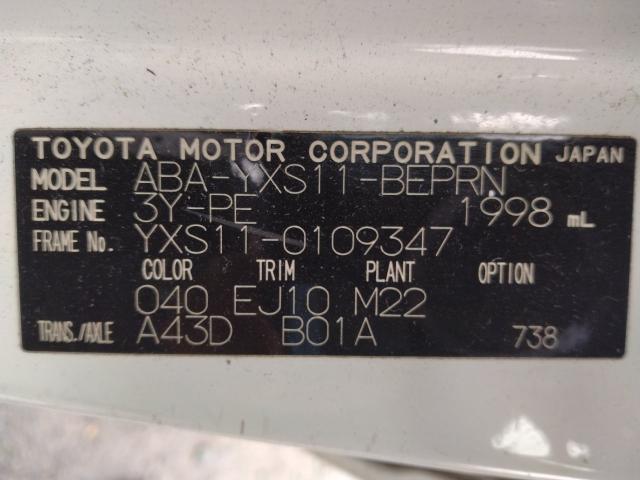 TOYOTA MOTOR CORPORATION JAPAN
MODEL ABA-YXS11-BEPRN
ENGINE 3Y-PE 1998 mL
FRAME No. YXS11-0109347
COLOR TRIM PLANT OPTION
040 EJ10 M22
TRANS./AXLE A43D B01A 738